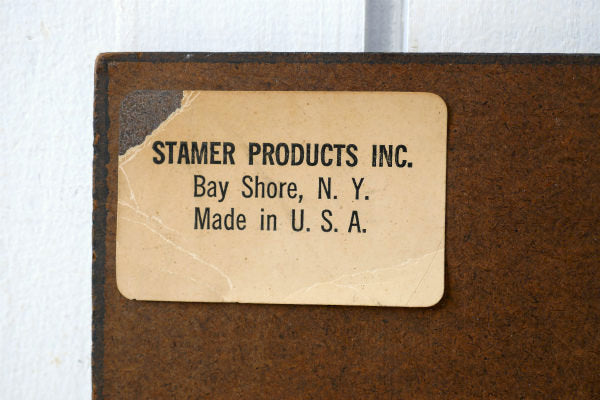 STAMER PRODUCTS INC.
Bay Shore, N. Y.
Made in U. S. A.